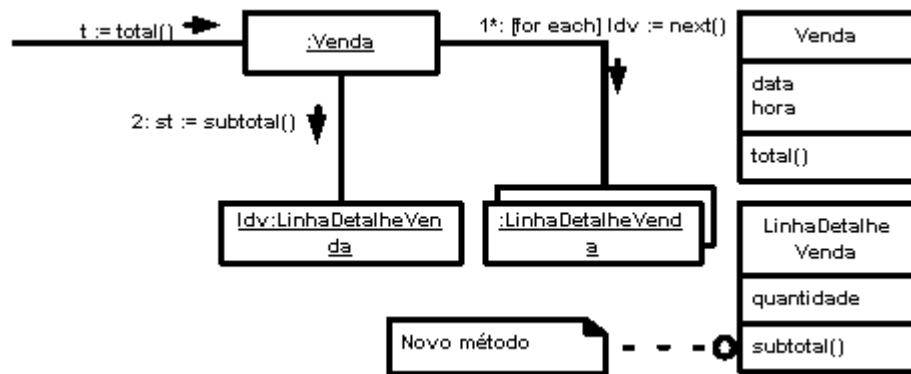 t := total()
:Venda
1*: [for each] ldv := next()
Venda
data
hora
total()
2: st := subtotal()
ldv:LinhaDetalheVen
da
:LinhaDetalheVend
a
LinhaDetalhe
Venda
quantidade
subtotal()
Novo método